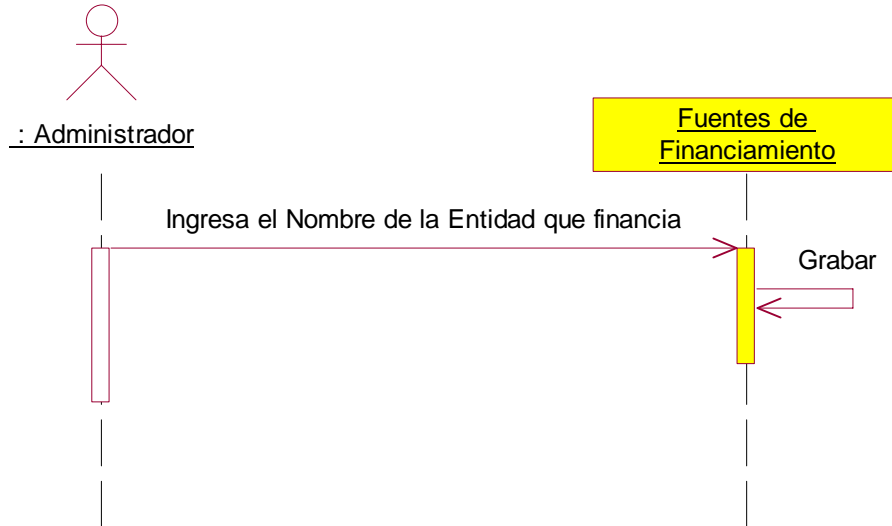 : Administrador
Fuentes de
Financiamiento
Ingresa el Nombre de la Entidad que financia
Grabar